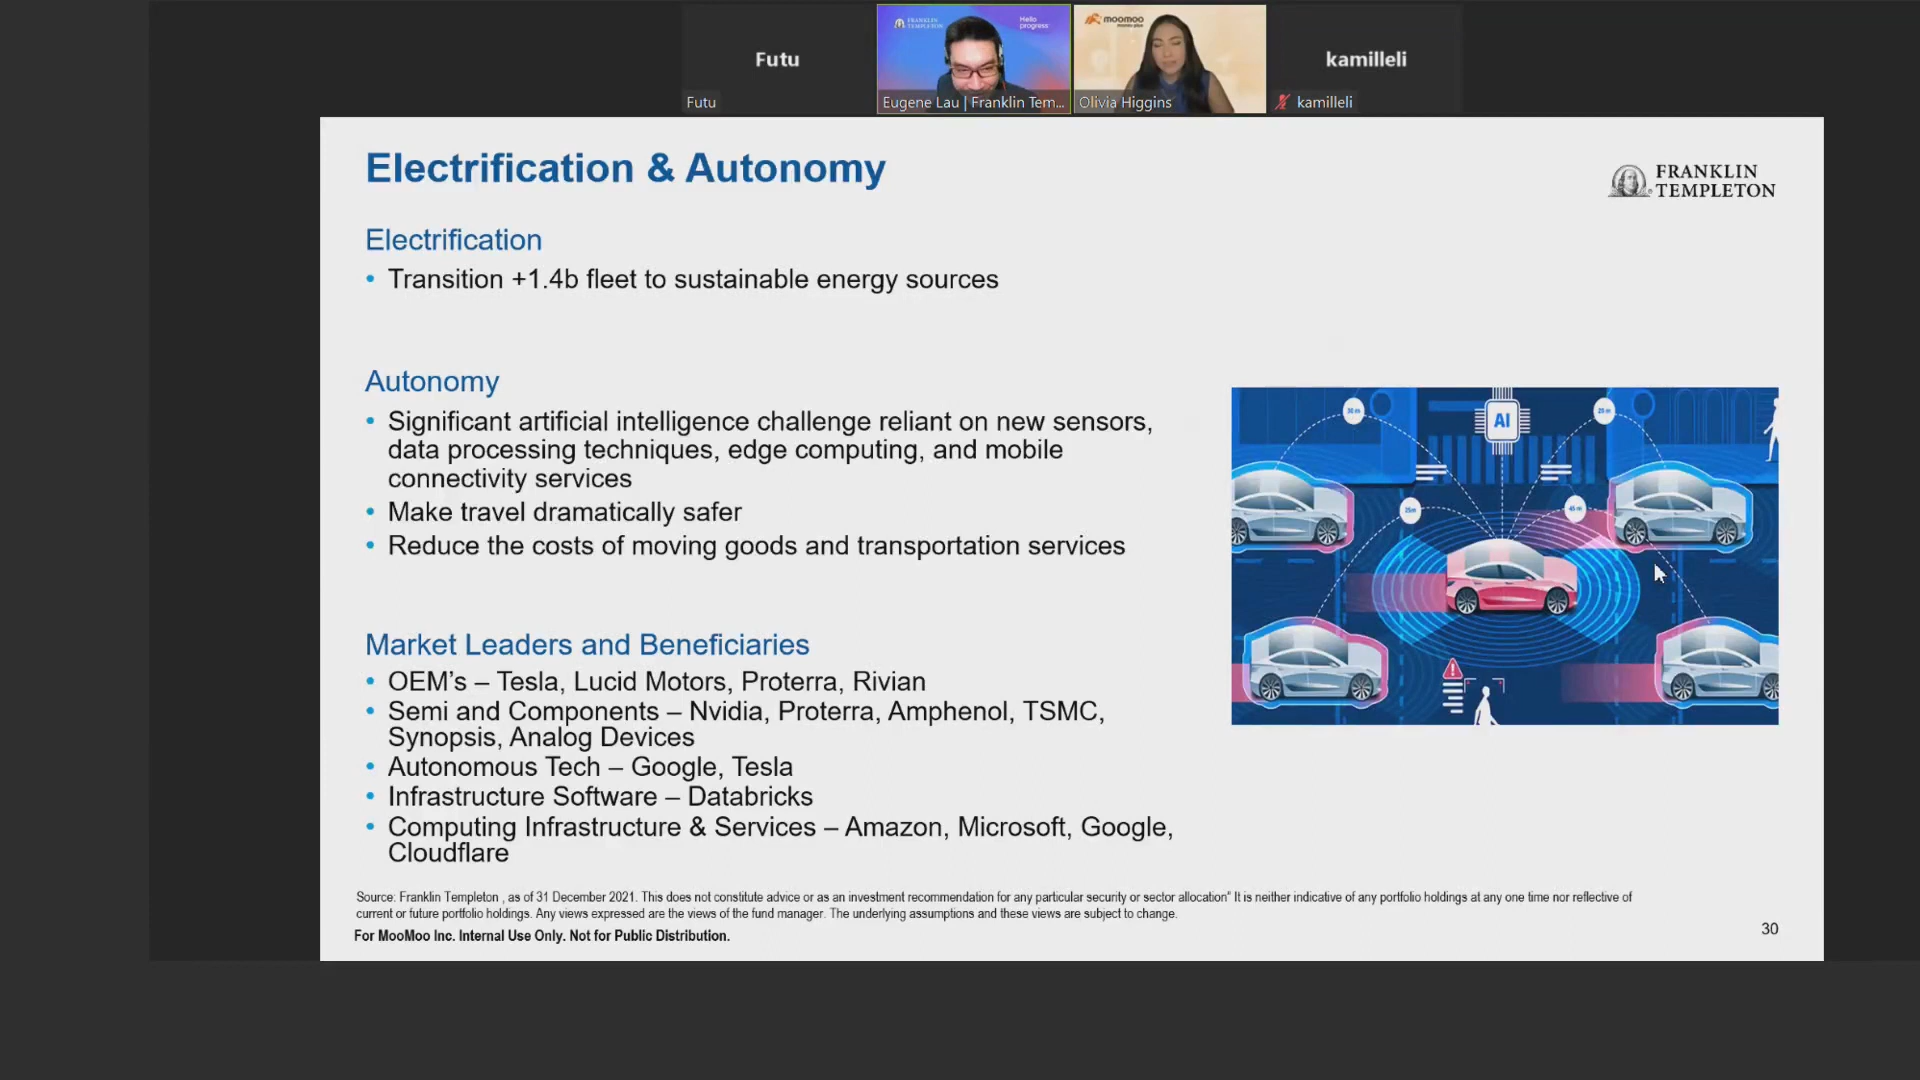 Futu
Futu
FRANKLIN
TEMPLETON
Hello
progress
Eugene Lau | Franklin Tem...
moomoo
Olivia Higgins
kamilleli
kamilleli
Electrification & Autonomy
FRANKLIN
TEMPLETON
Electrification
• Transition +1.4b fleet to sustainable energy sources
Autonomy
• Significant artificial intelligence challenge reliant on new sensors,
data processing techniques, edge computing, and mobile
connectivity services
• Make travel dramatically safer
• Reduce the costs of moving goods and transportation services
AI
Market Leaders and Beneficiaries
• OEM's – Tesla, Lucid Motors, Proterra, Rivian
• Semi and Components – Nvidia, Proterra, Amphenol, TSMC,
Synopsis, Analog Devices
• Autonomous Tech – Google, Tesla
• Infrastructure Software – Databricks
• Computing Infrastructure & Services – Amazon, Microsoft, Google,
Cloudflare
Source: Franklin Templeton , as of 31 December 2021. This does not constitute advice or as an investment recommendation for any particular security or sector allocation" It is neither indicative of any portfolio holdings at any one time nor reflective of
current or future portfolio holdings. Any views expressed are the views of the fund manager. The underlying assumptions and these views are subject to change.
For MooMoo Inc. Internal Use Only. Not for Public Distribution.
30